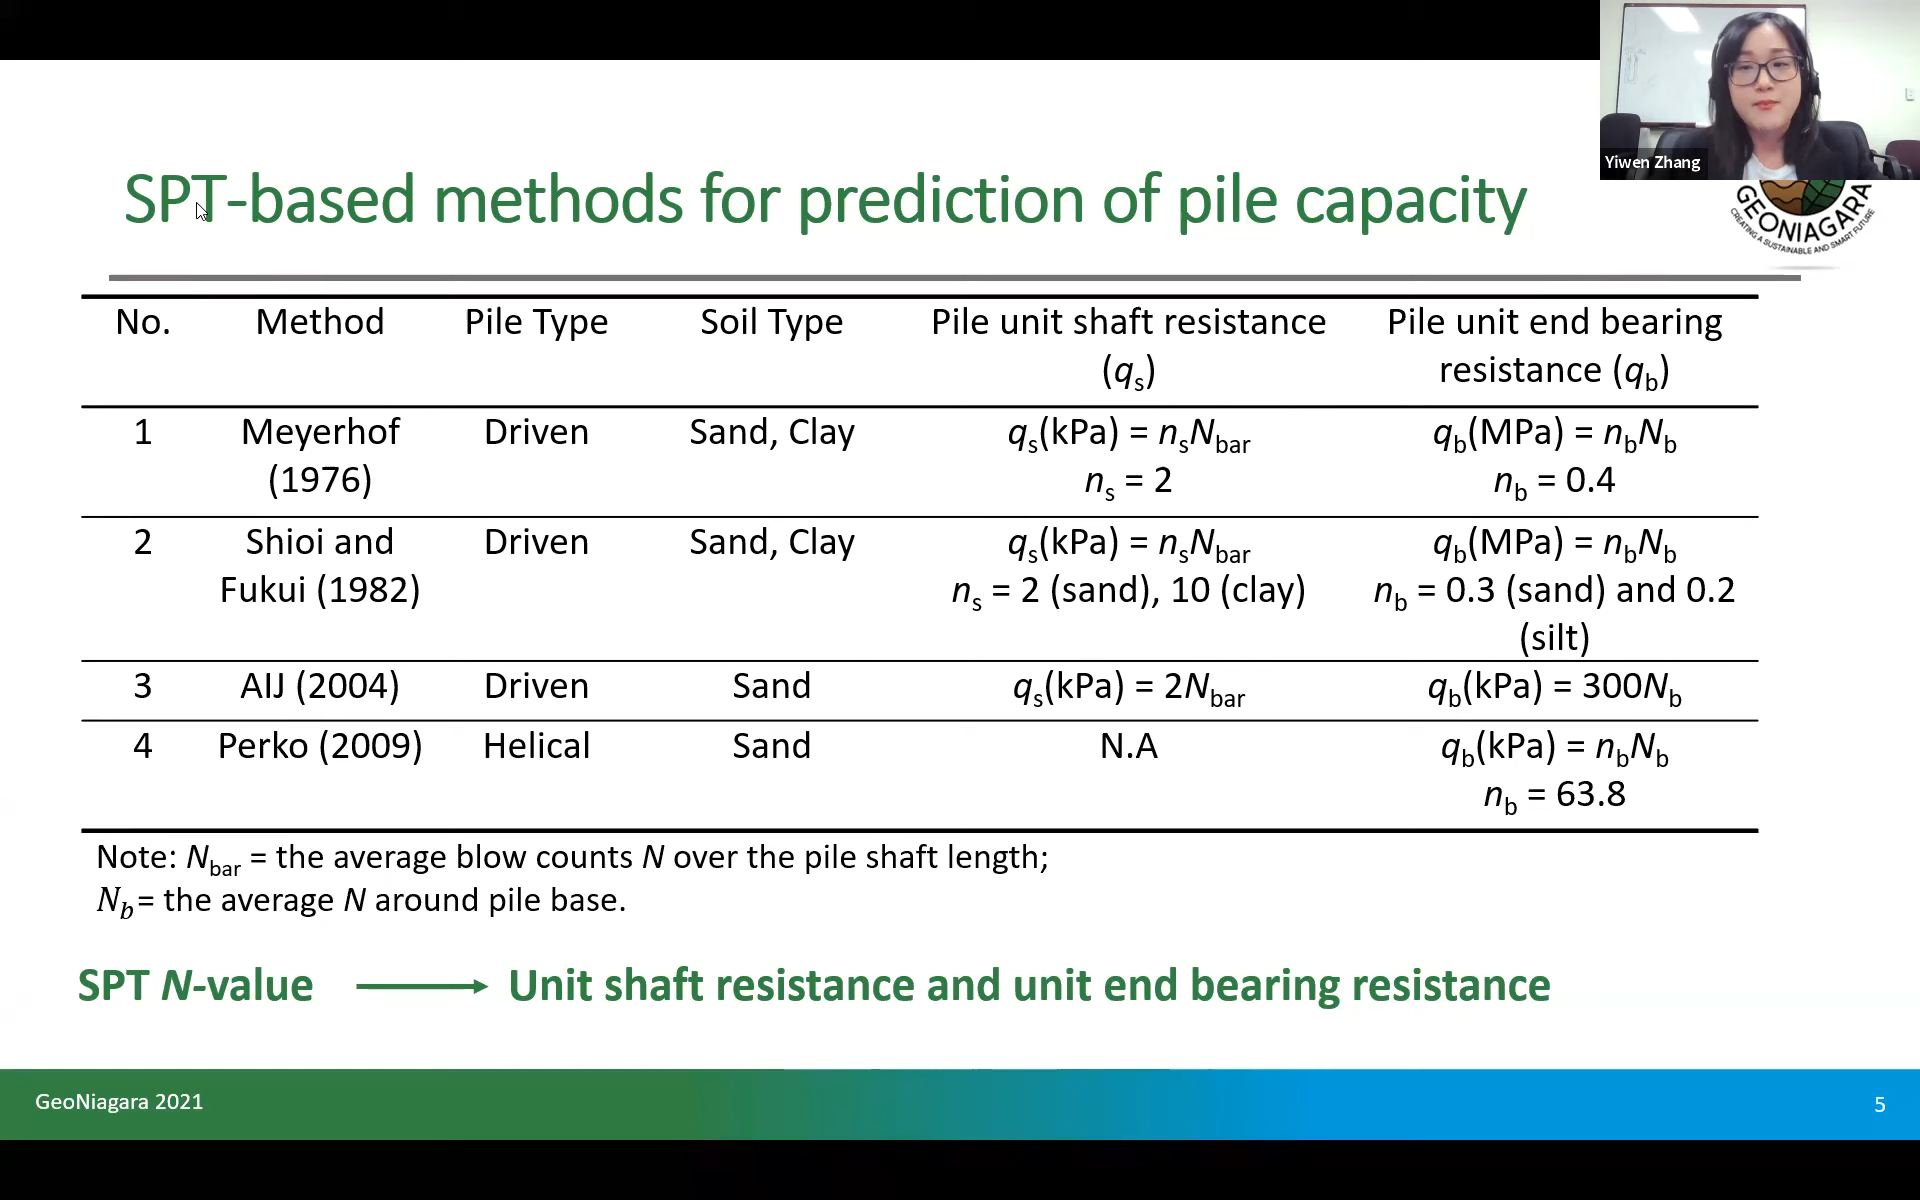 Yiwen Zhang
SPT-based methods for prediction of pile capacity
GEONIAGARA
CREATING A SUSTAINABLE AND SMART FUTURE
No. Method Pile Type Soil Type Pile unit shaft resistance (qs) Pile unit end bearing resistance (qb)
1 Meyerhof (1976) Driven Sand, Clay qs(kPa) = nsNbar ns = 2 qb(MPa) = nbNb nb = 0.4
2 Shioi and Fukui (1982) Driven Sand, Clay qs(kPa) = nsNbar ns = 2 (sand), 10 (clay) qb(MPa) = nbNb nb = 0.3 (sand) and 0.2 (silt)
3 AIJ (2004) Driven Sand qs(kPa) = 2Nbar qb(kPa) = 300Nb
4 Perko (2009) Helical Sand N.A qb(kPa) = nbNb nb = 63.8
Note: Nbar = the average blow counts N over the pile shaft length;
Nb= the average N around pile base.
SPT N-value Unit shaft resistance and unit end bearing resistance
GeoNiagara 2021
5